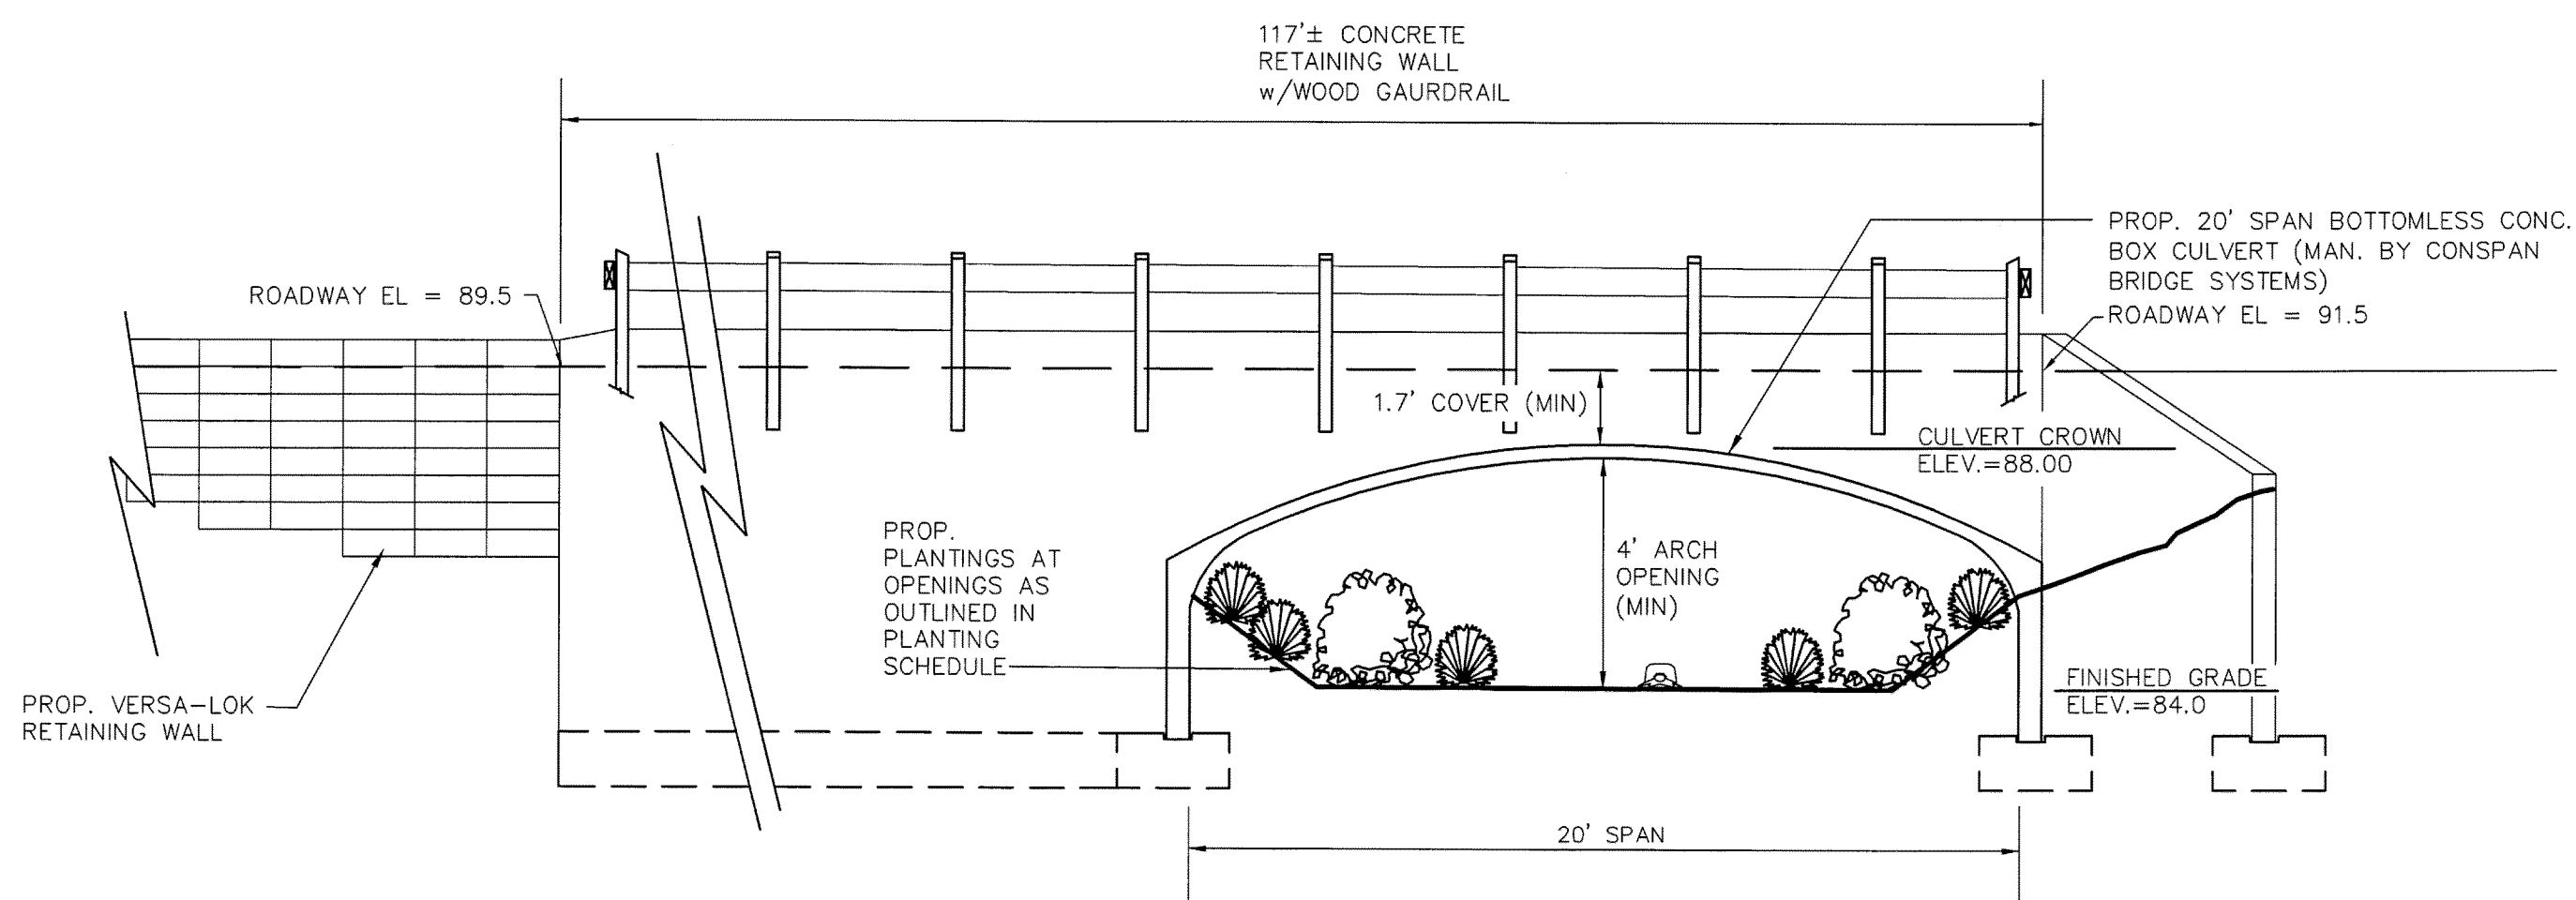 117'± CONCRETE
RETAINING WALL
w/WOOD GAURDRAIL
PROP. 20' SPAN BOTTOMLESS CONC.
BOX CULVERT (MAN. BY CONSPAN
BRIDGE SYSTEMS)
ROADWAY EL = 89.5
ROADWAY EL = 91.5
1.7' COVER (MIN)
CULVERT CROWN
ELEV.=88.00
PROP.
PLANTINGS AT
OPENINGS AS
OUTLINED IN
PLANTING
SCHEDULE
4' ARCH
OPENING
(MIN)
FINISHED GRADE
ELEV.=84.0
PROP. VERSA-LOK
RETAINING WALL
20' SPAN